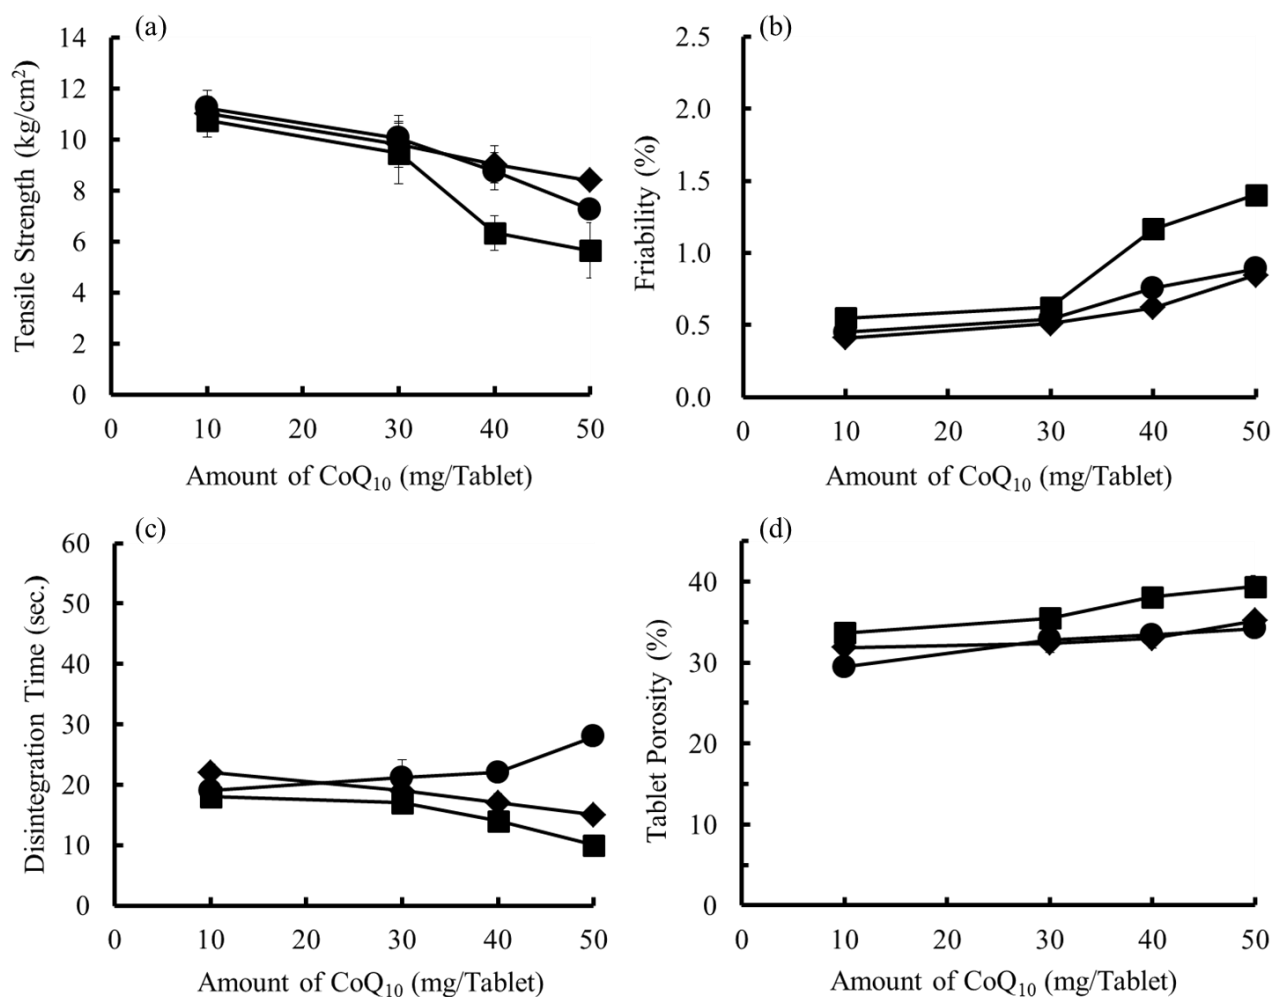 (a)
14
12
10
8
6
4
2
0
0 10 20 30 40 50
Tensile Strength (kg/cm²)
Amount of CoQ₁₀ (mg/Tablet)
(b)
2.5
2.0
1.5
1.0
0.5
0.0
0 10 20 30 40 50
Friability (%)
Amount of CoQ₁₀ (mg/Tablet)
(c)
60
50
40
30
20
10
0
0 10 20 30 40 50
Disintegration Time (sec.)
Amount of CoQ₁₀ (mg/Tablet)
(d)
40
30
20
10
0
0 10 20 30 40 50
Tablet Porosity (%)
Amount of CoQ₁₀ (mg/Tablet)